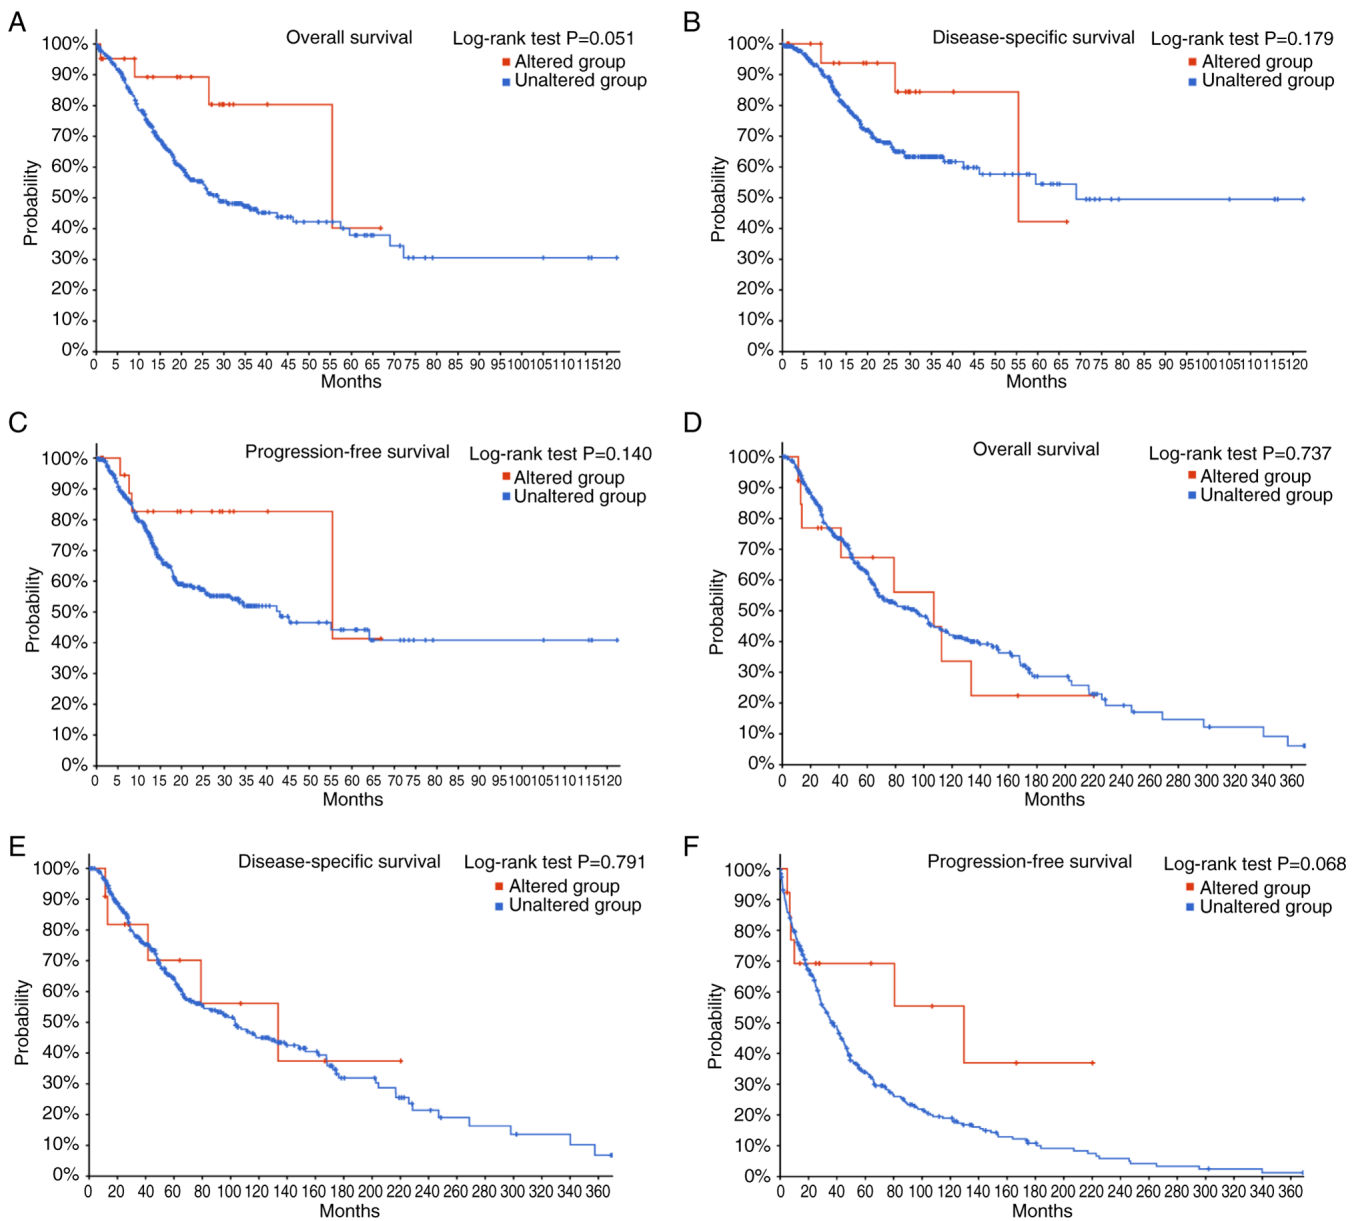 A
Overall survival
Log-rank test P=0.051
Altered group
Unaltered group
100%
90%
80%
70%
60%
50%
40%
30%
20%
10%
0%
Probability
0 5 10 15 20 25 30 35 40 45 50 55 60 65 70 75 80 85 90 95 100 105 110 115 120
Months
B
Disease-specific survival
Log-rank test P=0.179
Altered group
Unaltered group
100%
90%
80%
70%
60%
50%
40%
30%
20%
10%
0%
Probability
0 5 10 15 20 25 30 35 40 45 50 55 60 65 70 75 80 85 90 95 100 105 110 115 120
Months
C
Progression-free survival
Log-rank test P=0.140
Altered group
Unaltered group
100%
90%
80%
70%
60%
50%
40%
30%
20%
10%
0%
Probability
0 5 10 15 20 25 30 35 40 45 50 55 60 65 70 75 80 85 90 95 100 105 110 115 120
Months
D
Overall survival
Log-rank test P=0.737
Altered group
Unaltered group
100%
90%
80%
70%
60%
50%
40%
30%
20%
10%
0%
Probability
0 20 40 60 80 100 120 140 160 180 200 220 240 260 280 300 320 340 360
Months
E
Disease-specific survival
Log-rank test P=0.791
Altered group
Unaltered group
100%
90%
80%
70%
60%
50%
40%
30%
20%
10%
0%
Probability
0 20 40 60 80 100 120 140 160 180 200 220 240 260 280 300 320 340 360
Months
F
Progression-free survival
Log-rank test P=0.068
Altered group
Unaltered group
100%
90%
80%
70%
60%
50%
40%
30%
20%
10%
0%
Probability
0 20 40 60 80 100 120 140 160 180 200 220 240 260 280 300 320 340 360
Months